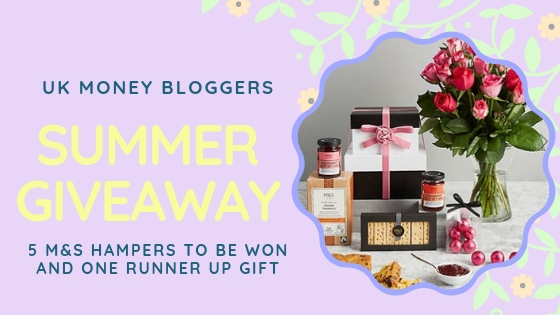 UK MONEY BLOGGERS
SUMMER
GIVEAWAY
5 M&S HAMPERS TO BE WON
AND ONE RUNNER UP GIFT
M&S